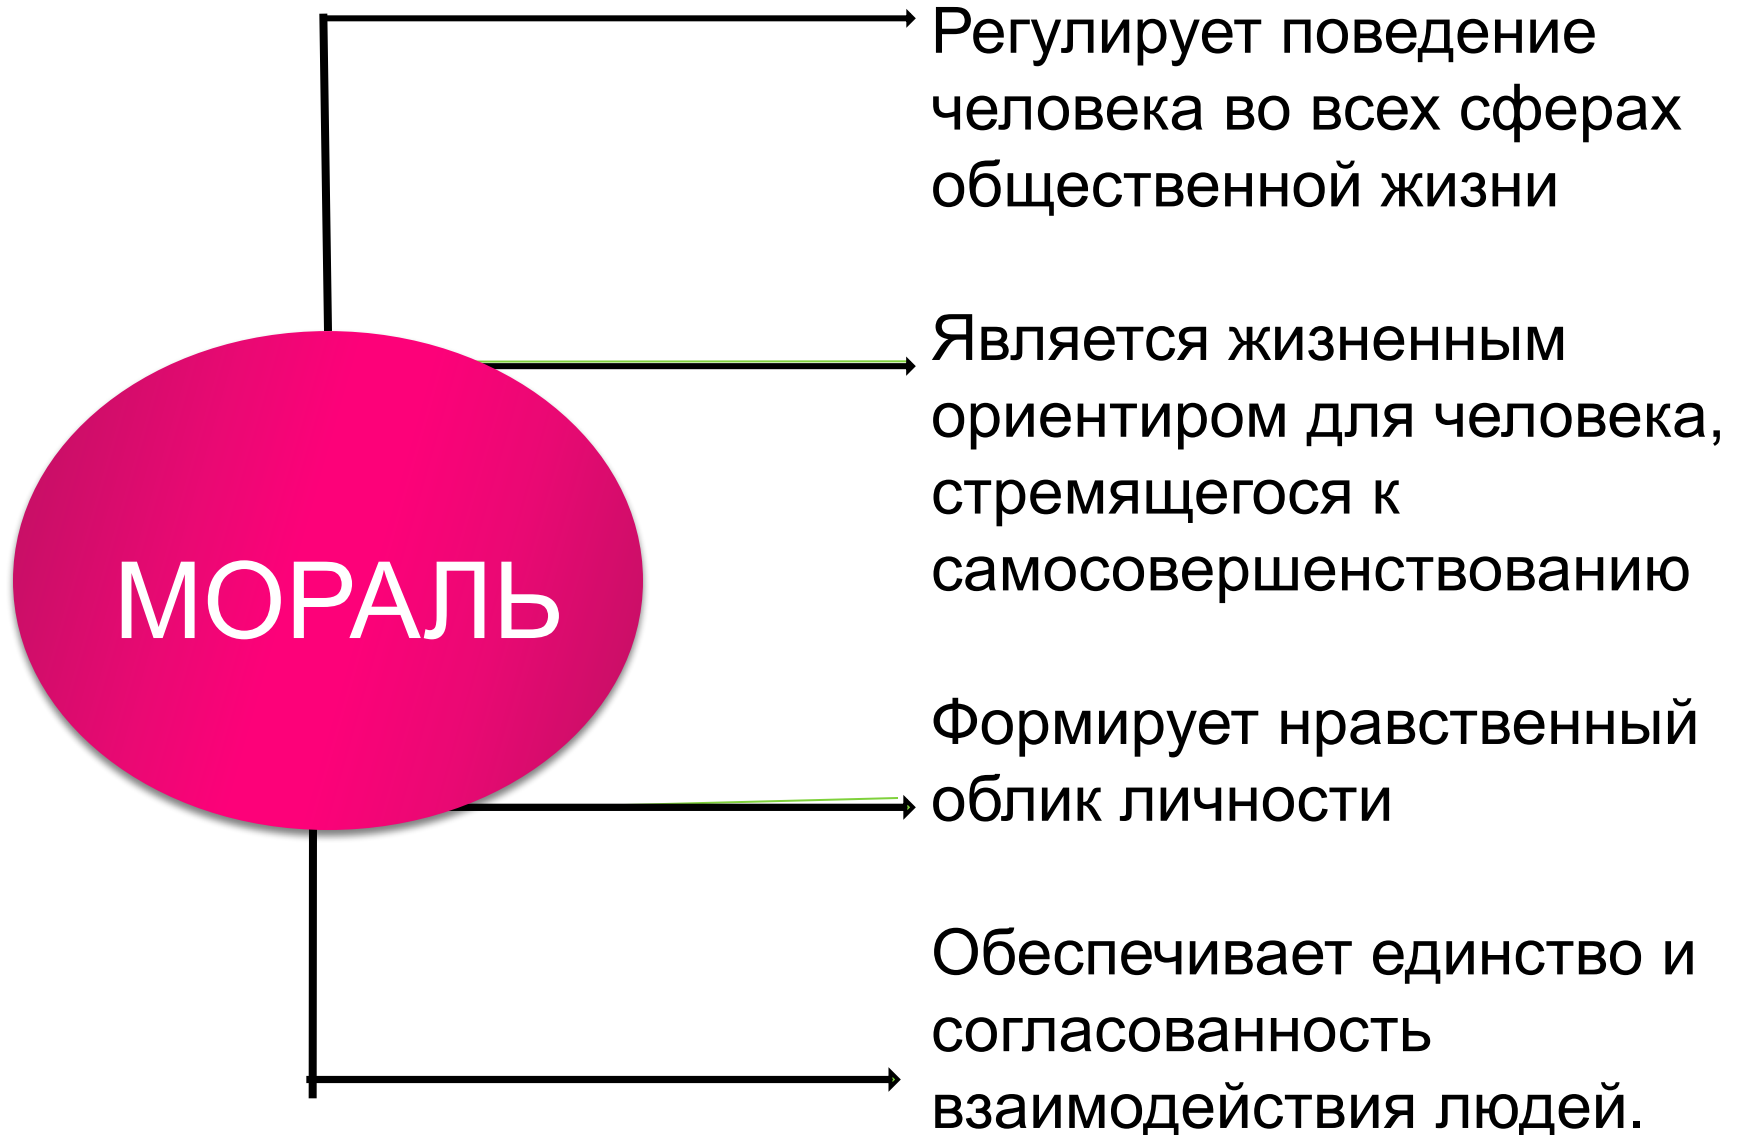 Регулирует поведение
человека во всех сферах
общественной жизни
Является жизненным
ориентиром для человека,
стремящегося к
самосовершенствованию
МОРАЛЬ
Формирует нравственный
облик личности
Обеспечивает единство и
согласованность
взаимодействия людей.